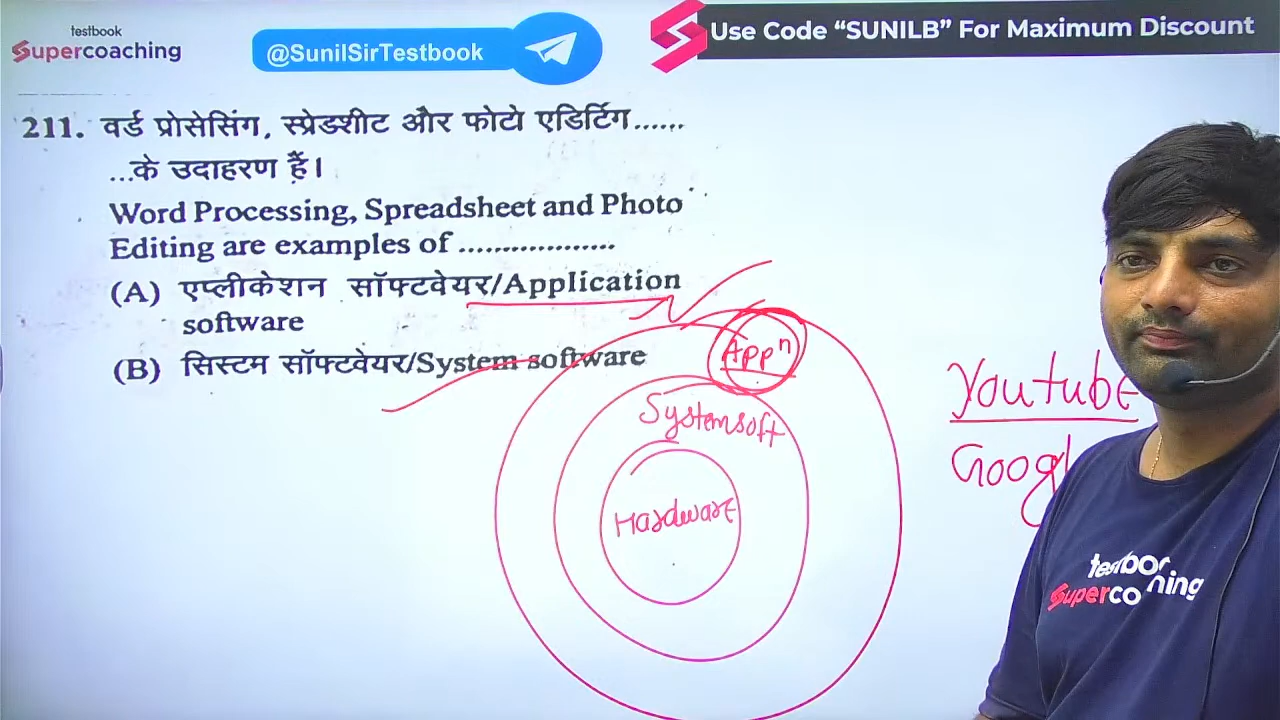 testbook
Supercoaching
@SunilSirTestbook
Use Code “SUNILB” For Maximum Discount
211. वर्ड प्रोसेसिंग, स्प्रेडशीट और फोटो एडिर्टिग......
...के उदाहरण हैं।
Word Processing, Spreadsheet and Photo
Editing are examples of ...................
(A) एप्लीकेशन सॉफ्टवेयर/Application
software
(B) सिस्टम सॉफ्टवेयर/System software
Appⁿ
System soft
Hardware
Youtube
testbook
Supercoaching